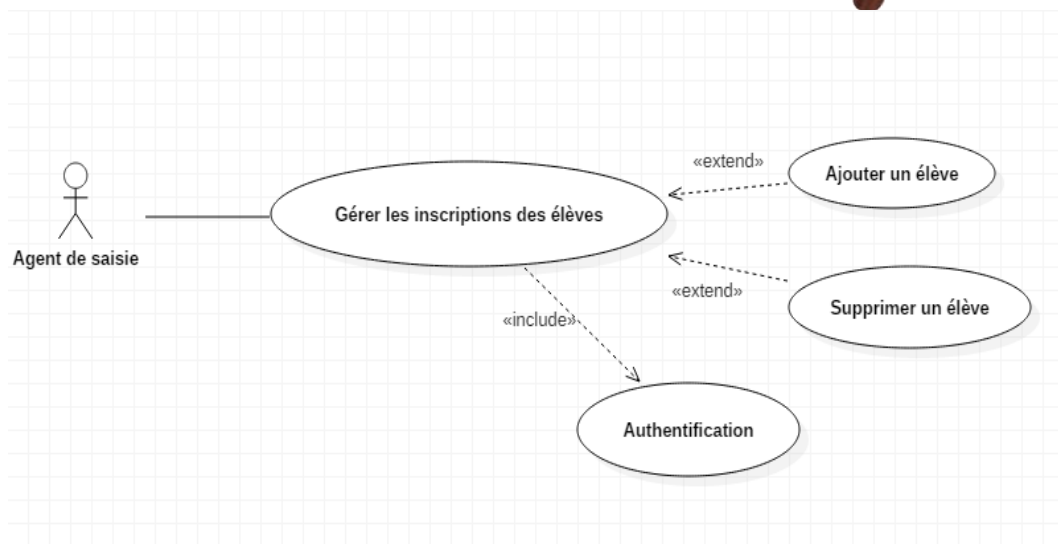 «extend»
Ajouter un élève
Gérer les inscriptions des élèves
Agent de saisie
«extend»
Supprimer un élève
«include»
Authentification